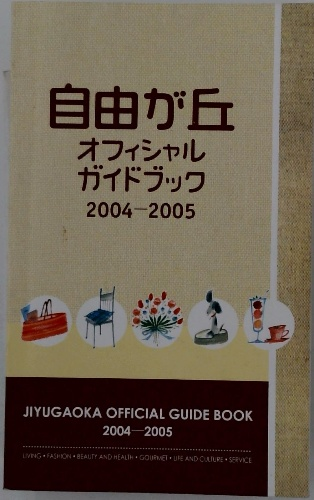 自由が丘
オフィシャル
ガイドブック
2004—2005
JIYUGAOKA OFFICIAL GUIDE BOOK
2004—2005
LIVING • FASHION • BEAUTY AND HEALTH • GOURMET • LIFE AND CULTURE • SERVICE